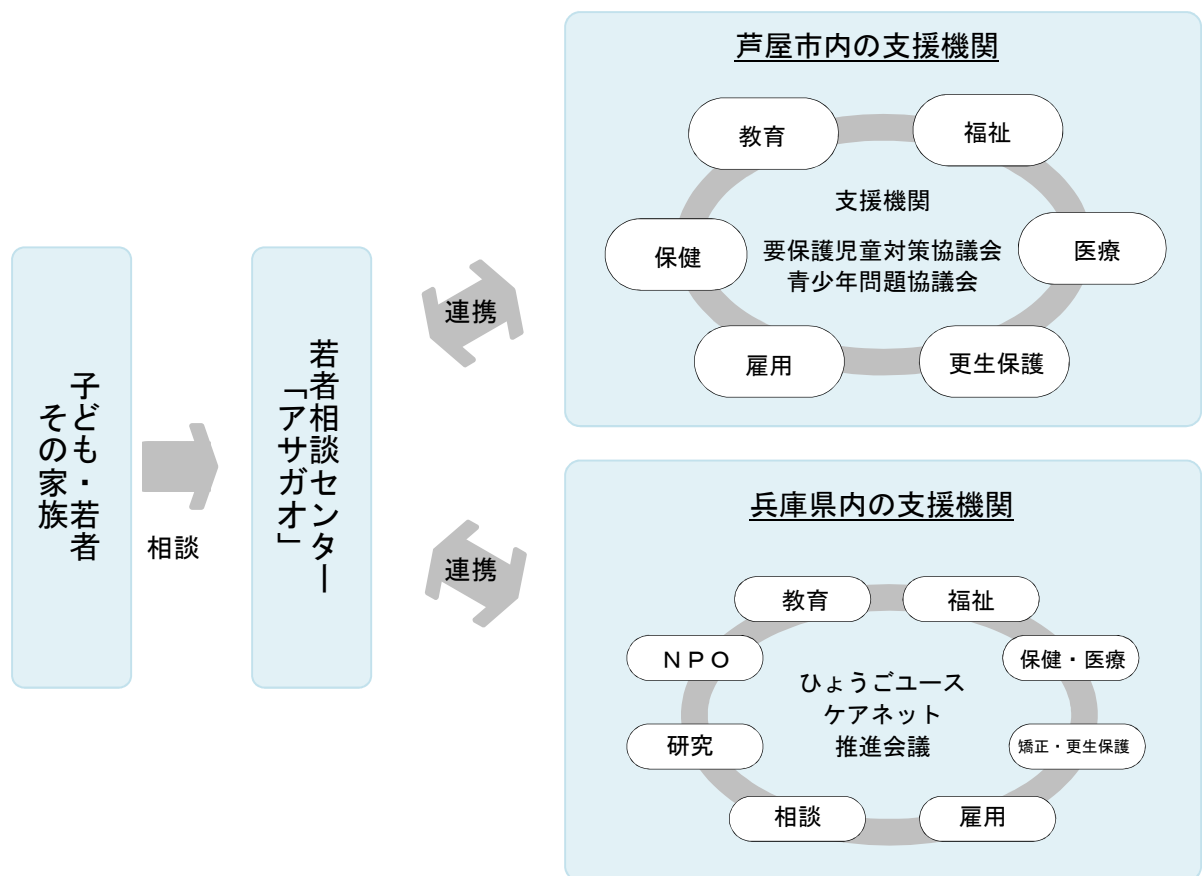 子ども・若者
その家族
相談
若者相談センター
「アサガオ」
連携
連携
芦屋市内の支援機関
教育
福祉
保健
医療
雇用
更生保護
支援機関
要保護児童対策協議会
青少年問題協議会
兵庫県内の支援機関
教育
福祉
NPO
保健・医療
研究
矯正・更生保護
相談
雇用
ひょうごユース
ケアネット
推進会議